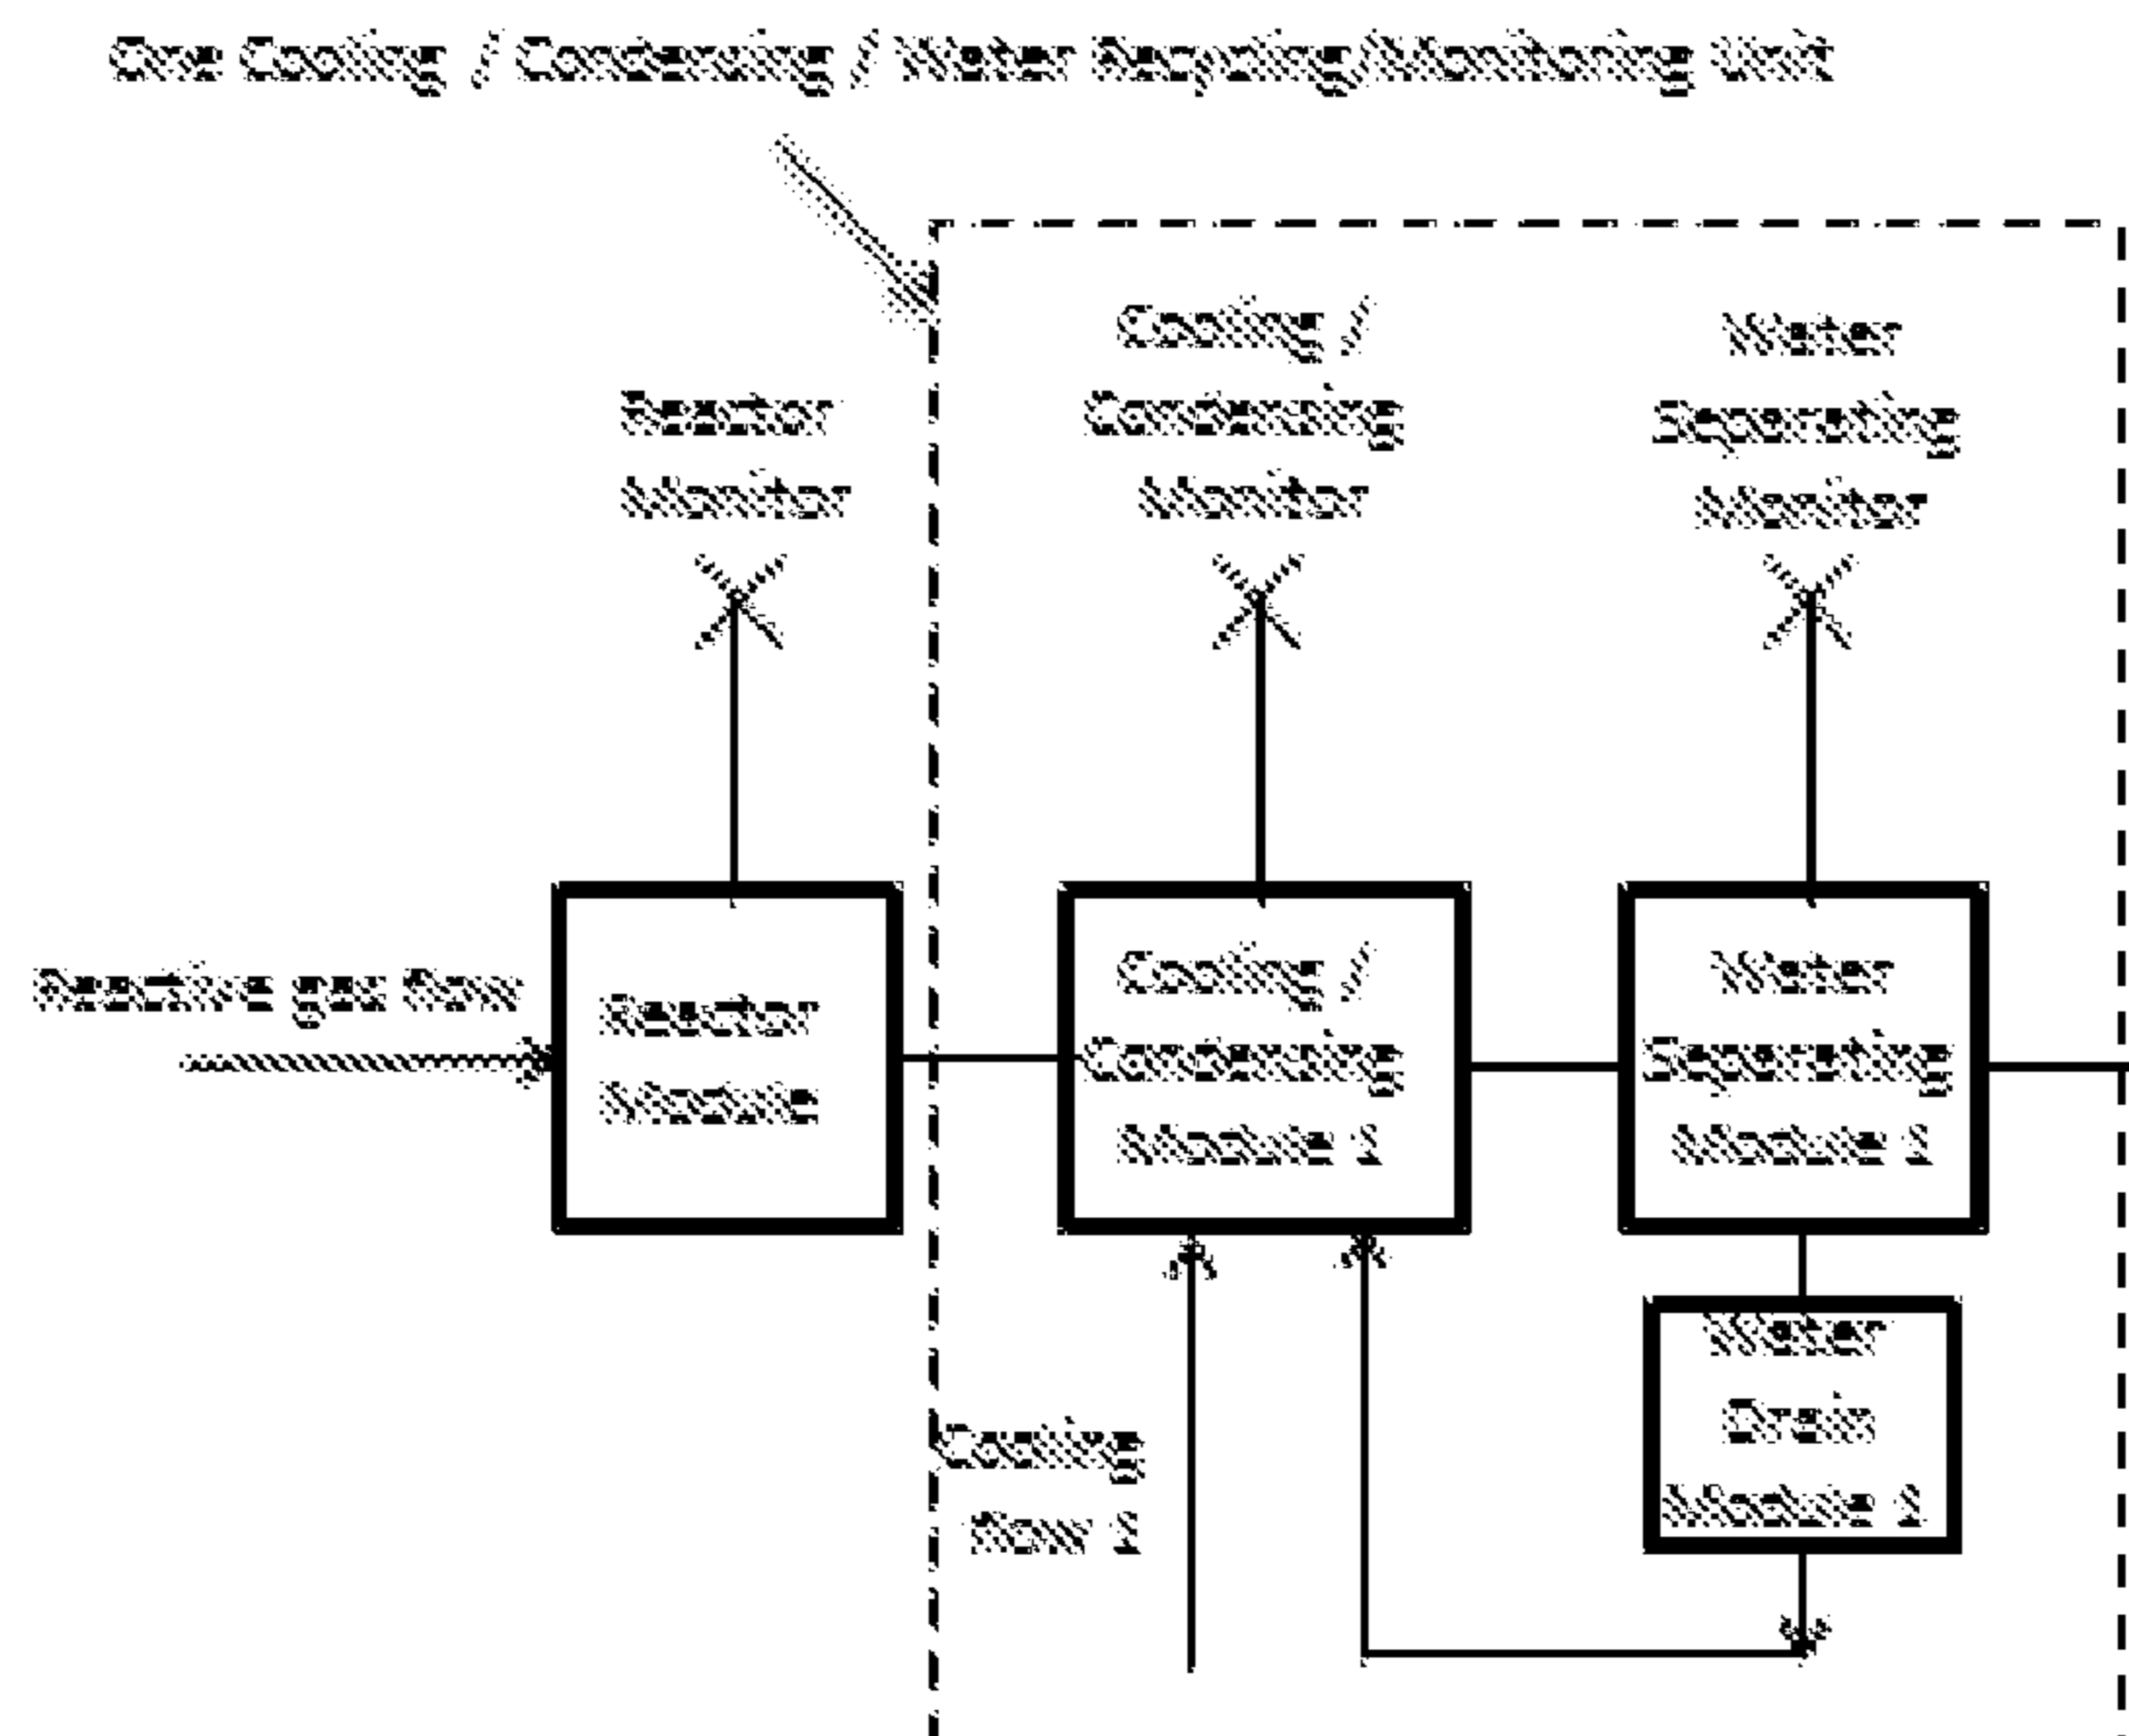 One Cooling / Condensing / Water Separating/Monitoring Unit
Cooling /
Condensing
Monitor
Water
Separating
Monitor
Reactor
Monitor
Reactive gas flow
Reactor
Module
Cooling /
Condensing
Module 1
Water
Separating
Module 1
Water
Drain
Module 1
Cooling
flow 1